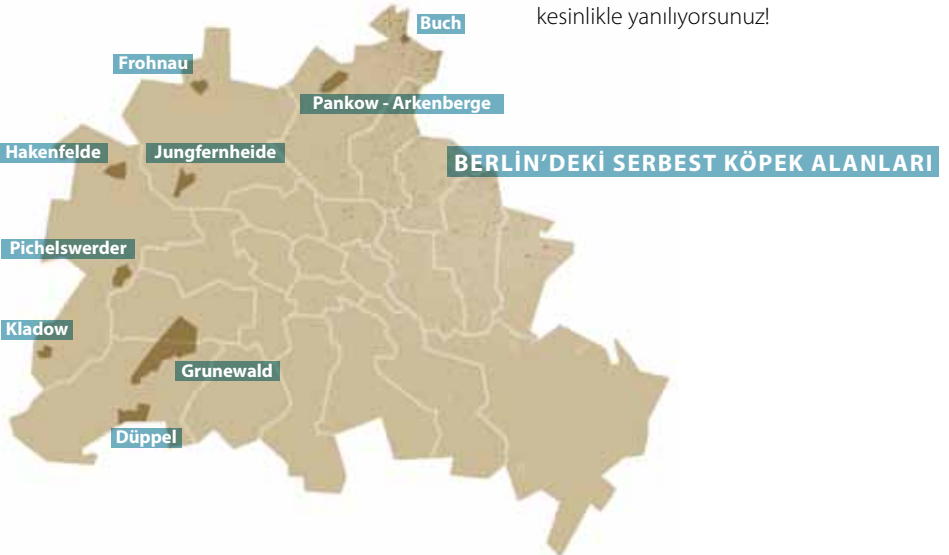 kesinlikle yanılıyorsunuz!
Buch
Frohnau
Pankow - Arkenberge
Hakenfelde
Jungfernheide
BERLİN’DEKİ SERBEST KÖPEK ALANLARI
Pichelswerder
Kladow
Grunewald
Düppel